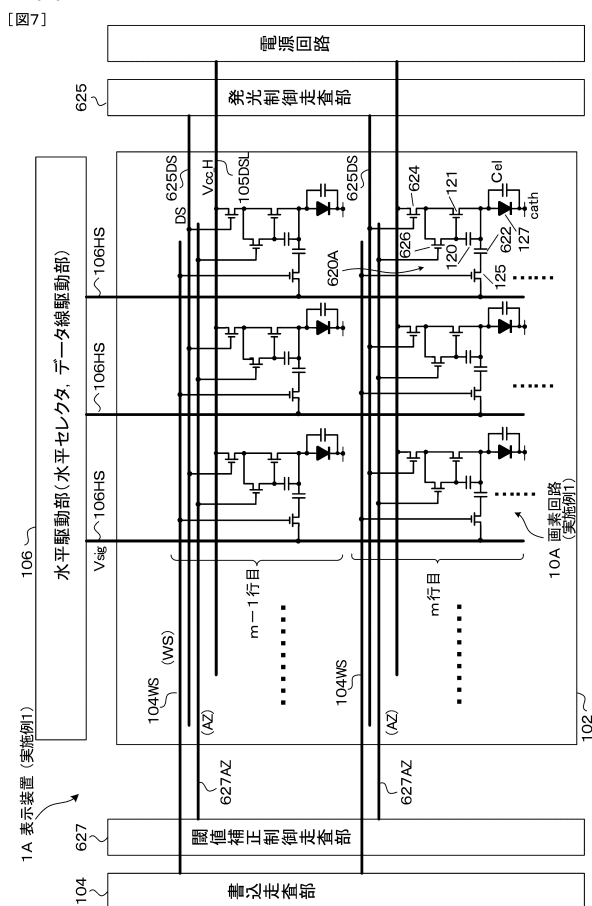 [図7]
電源回路
625
発光制御走査部
106
水平駆動部(水平セレクタ,データ線駆動部)
106HS
106HS
106HS
Vsig
625DS
DS
Vcc H
105DSL
625DS
624
121
Cel
626
620A
120
622
127
cath
125
m-1行目
m行目
10A 画素回路
(実施例1)
104WS
(WS)
104WS
(AZ)
(AZ)
102
627AZ
627AZ
1A 表示装置(実施例1)
627
閾値補正制御走査部
104
書込走査部